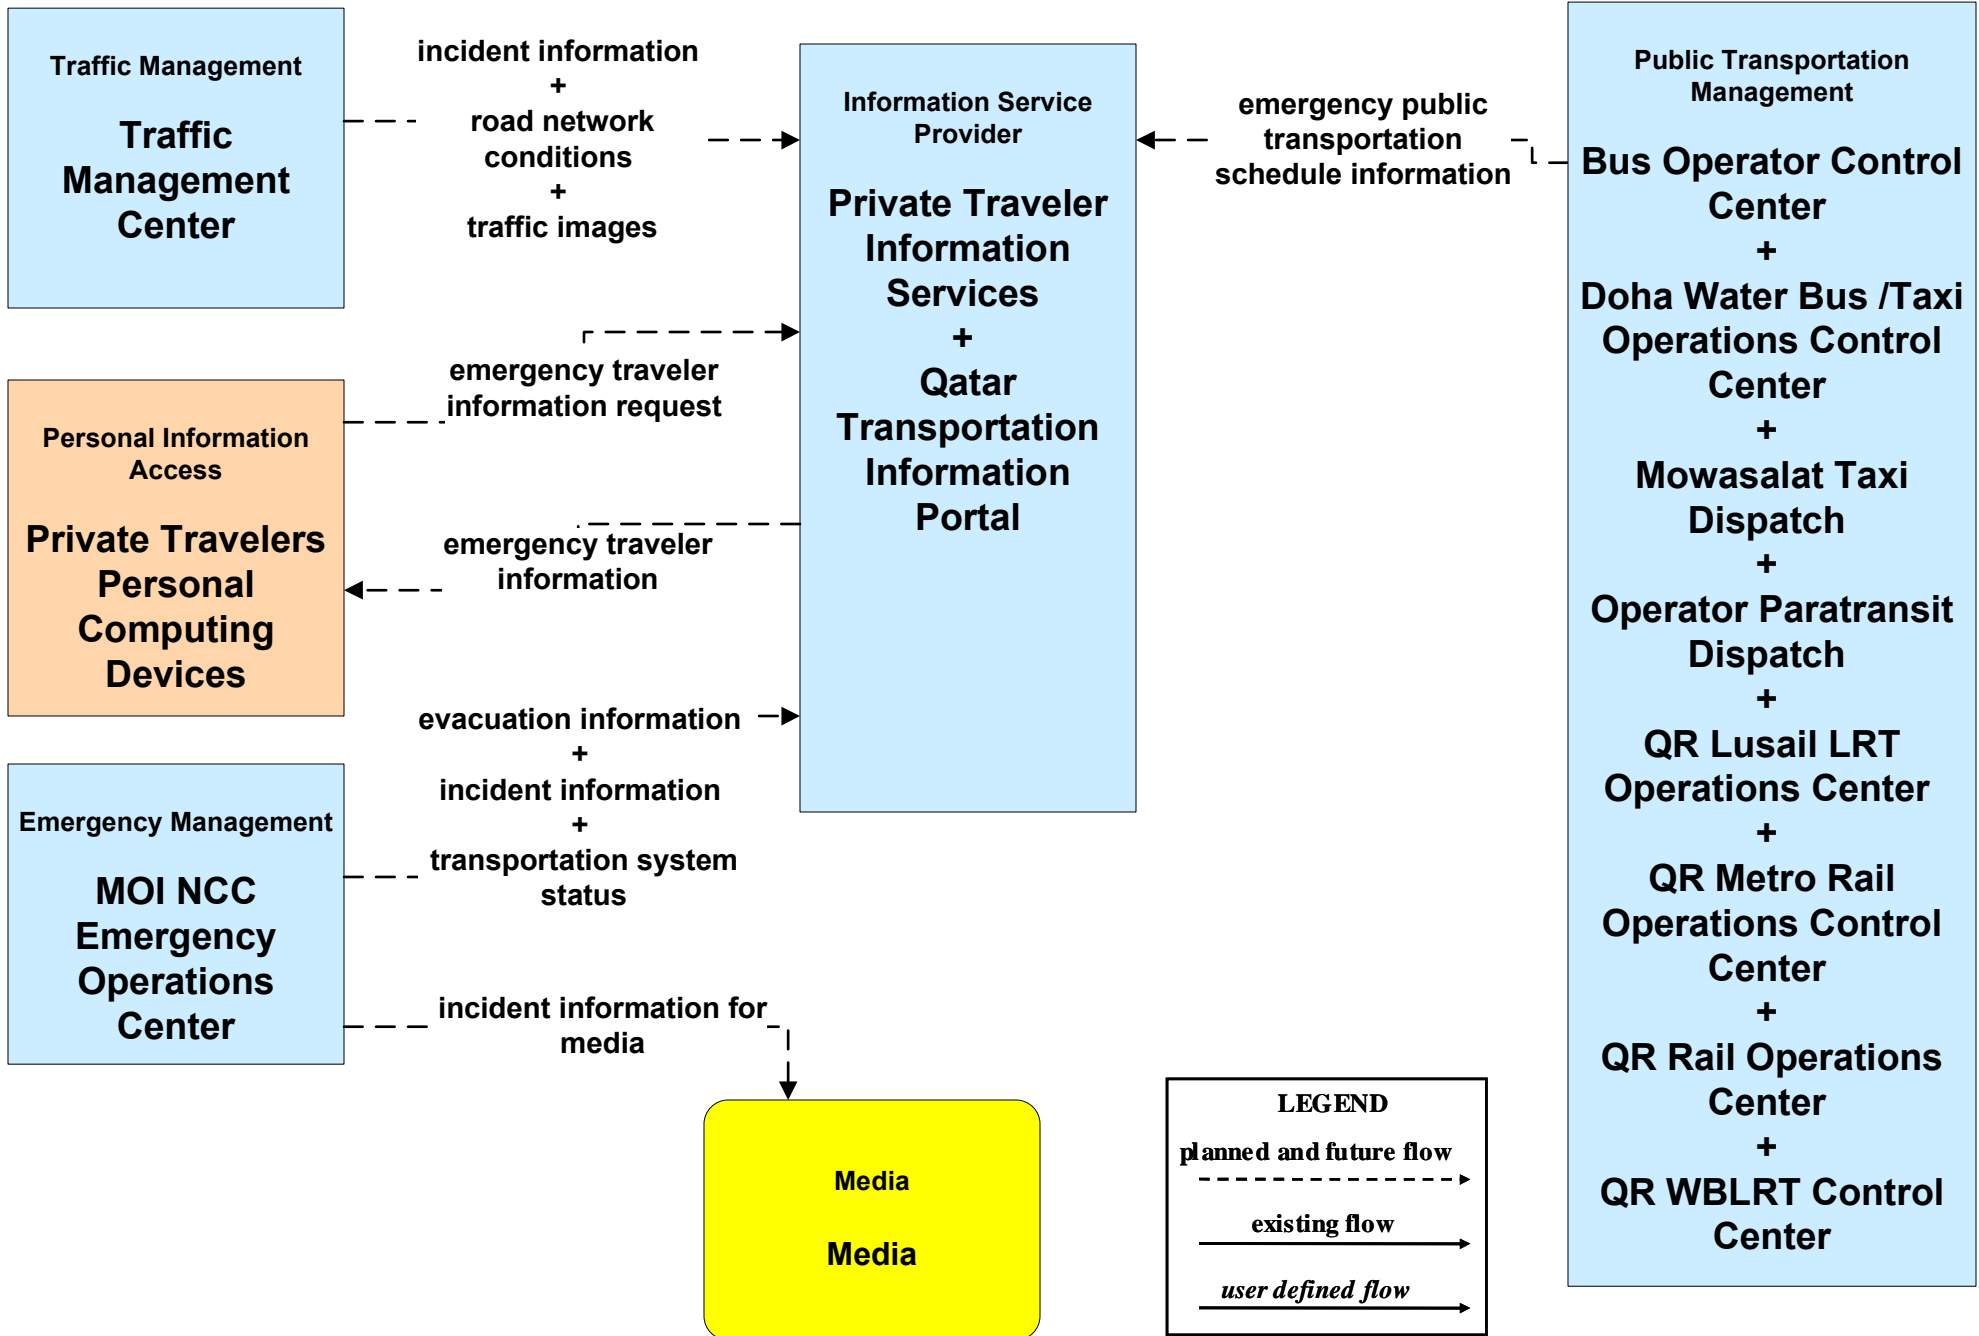 Traffic Management
Traffic
Management
Center
incident information
+
road network
conditions
+
traffic images
Information Service
Provider
Private Traveler
Information
Services
+
Qatar
Transportation
Information
Portal
emergency public
transportation
schedule information
Public Transportation
Management
Bus Operator Control
Center
+
Doha Water Bus /Taxi
Operations Control
Center
+
Mowasalat Taxi
Dispatch
+
Operator Paratransit
Dispatch
+
QR Lusail LRT
Operations Center
+
QR Metro Rail
Operations Control
Center
+
QR Rail Operations
Center
+
QR WBLRT Control
Center
emergency traveler
information request
Personal Information
Access
Private Travelers
Personal
Computing
Devices
emergency traveler
information
evacuation information
+
incident information
+
transportation system
status
Emergency Management
MOI NCC
Emergency
Operations
Center
incident information for
media
Media
Media
LEGEND
planned and future flow
existing flow
user defined flow